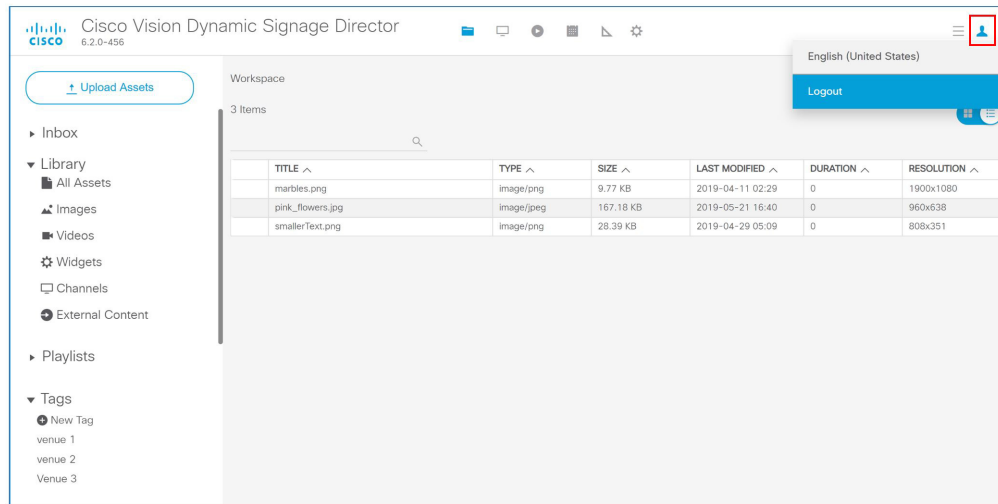 Cisco Vision Dynamic Signage Director
CISCO
6.2.0-456
English (United States)
Logout
Upload Assets
Inbox
Library
All Assets
Images
Videos
Widgets
Channels
External Content
Playlists
Tags
New Tag
venue 1
venue 2
Venue 3
Workspace
3 Items
TITLE TYPE SIZE LAST MODIFIED DURATION RESOLUTION
marbles.png image/png 9.77 KB 2019-04-11 02:29 0 1900x1080
pink_flowers.jpg image/jpeg 167.18 KB 2019-05-21 16:40 0 960x638
smallerText.png image/png 28.39 KB 2019-04-29 05:09 0 808x351